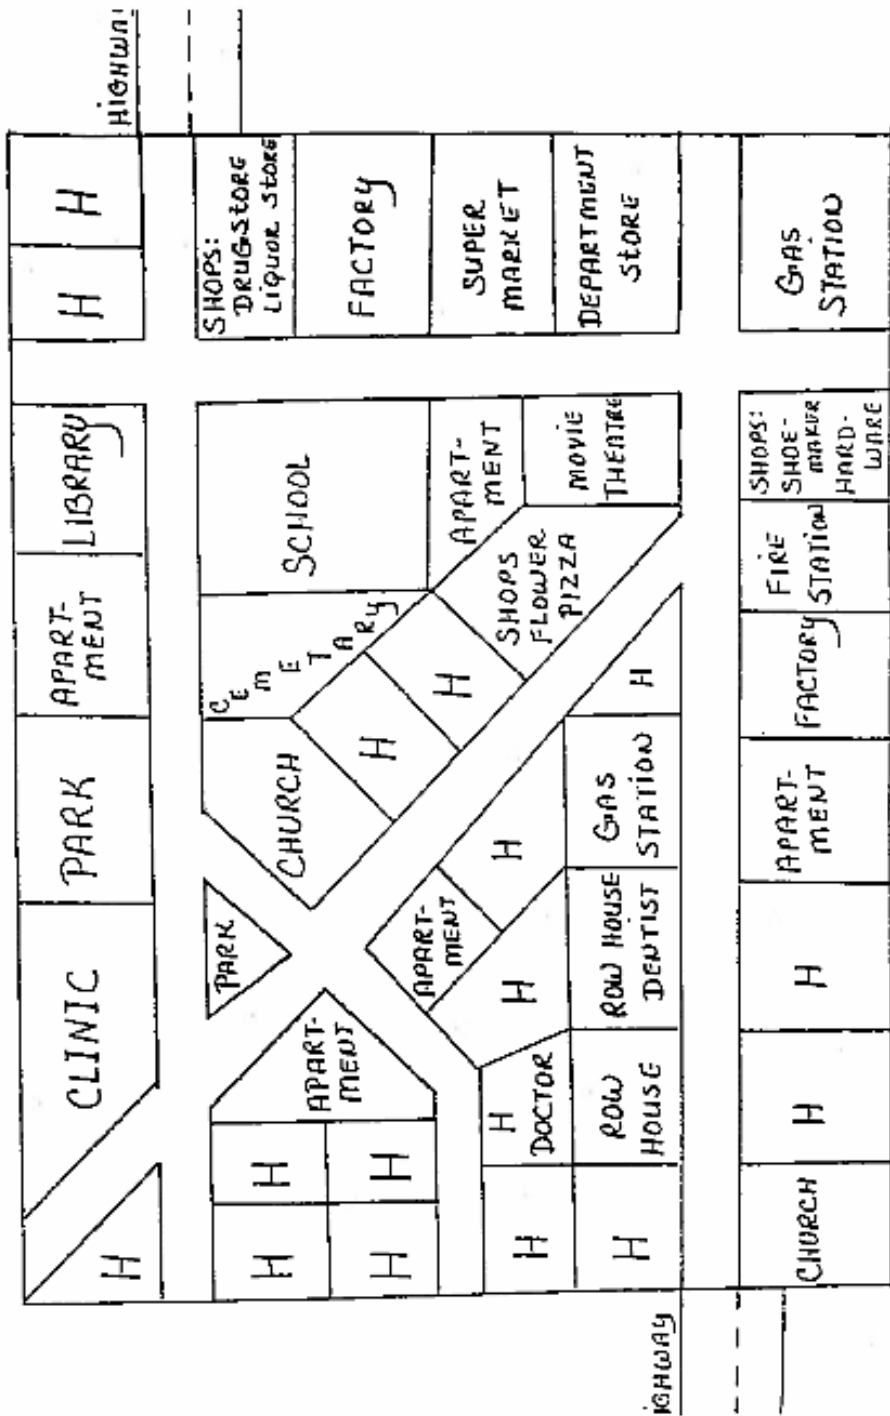 H
CLINIC
PARK
APART-
MENT
LIBRARY
H
H
HIGHWA
H
H
H
H
APART-
MENT
PARK
CHURCH
CEMETARY
SCHOOL
SHOPS:
DRUGSTORE
LIQUOR STORE
H
H
FACTORY
APART-
MENT
SHOPS
FLOWER
PIZZA
APART-
MENT
MOVIE
THEATRE
SUPER
MARKET
DEPARTMENT
STORE
H
H
DOCTOR
H
H
H
ROW
HOUSE
ROW HOUSE
DENTIST
GAS
STATION
H
iGHWAY
CHURCH
H
H
APART-
MENT
FACTORY
FIRE
STATION
SHOPS:
SHOE-
MAKER
HARD-
WARE
GAS
STATION